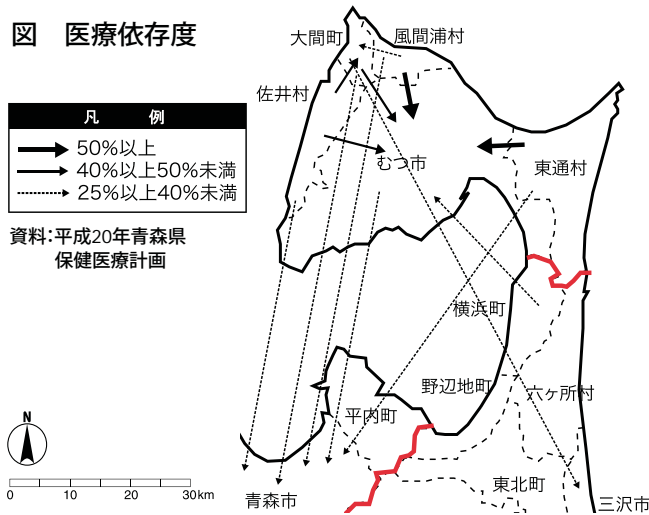 図　医療依存度
凡　例
50%以上
40%以上50%未満
25%以上40%未満
資料:平成20年青森県
保健医療計画
大間町
風間浦村
佐井村
むつ市
東通村
横浜町
野辺地町
六ヶ所村
平内町
東北町
青森市
三沢市
N
0 10 20 30km